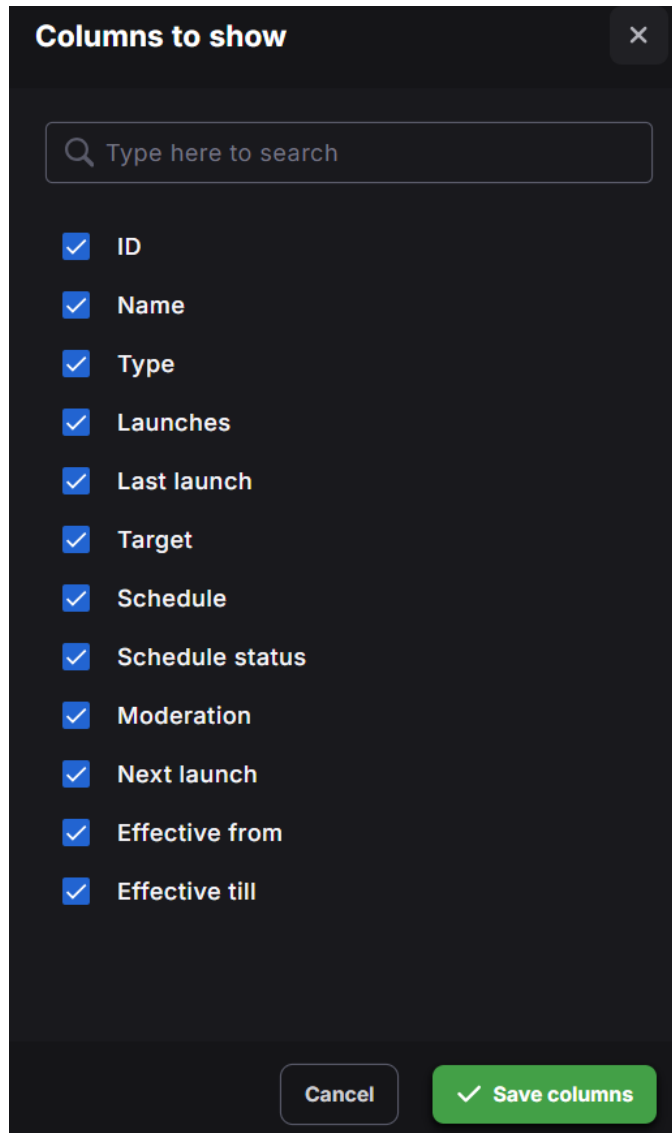 Columns to show
Type here to search
ID
Name
Type
Launches
Last launch
Target
Schedule
Schedule status
Moderation
Next launch
Effective from
Effective till
Cancel
Save columns